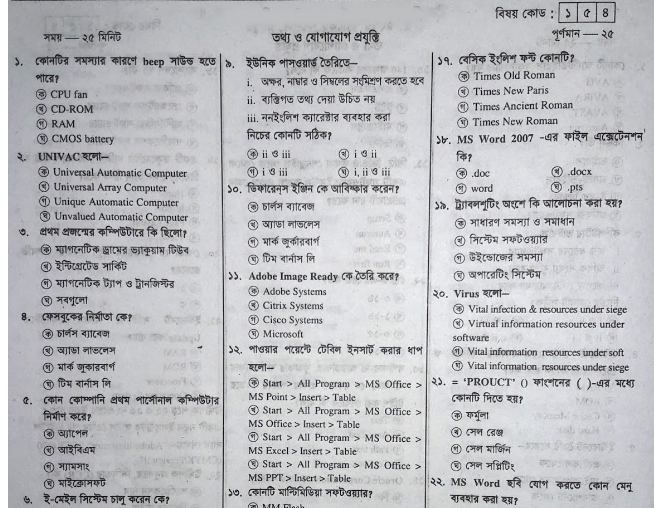 বিষয় কোড : ১ ৫ ৪
সময় — ২৫ মিনিট
তথ্য ও যোগাযোগ প্রযুক্তি
পূর্ণমান — ২৫
১. কোনটির সমস্যার কারণে beep সাউন্ড হতে
পারে?
ⓚ CPU fan
ⓚ CD-ROM
ⓖ RAM
ⓖ CMOS battery
২. UNIVAC হলো—
ক Universal Automatic Computer
খ Universal Array Computer
গ Unique Automatic Computer
ঘ Unvalued Automatic Computer
৩. প্রথম প্রজন্মের কম্পিউটারে কি ছিলো?
ক ম্যাগনেটিক ড্রামের ভ্যাকুয়াম টিউব
খ ইন্টিগ্রেটেড সার্কিট
গ ম্যাগনেটিক ট্যাপ ও ট্রানজিস্টর
ঘ সবগুলো
৪. ফেসবুকের নির্মাতা কে?
ক চার্লস ব্যাবেজ
খ অ্যাডা লাভলেস
গ মার্ক জুকারবার্গ
ঘ টিম বার্নাস লি
৫. কোন কোম্পানি প্রথম পার্সোনাল কম্পিউটার
নির্মাণ করে?
ক অ্যাপেল
খ আইবিএম
গ স্যামসাং
ঘ মাইক্রোসফট
৬. ই-মেইল সিস্টেম চালু করেন কে?
৯. ইউনিক পাসওয়ার্ড তৈরিতে—
i. অক্ষর, নাম্বার ও সিম্বলের সংমিশ্রণ করতে হবে
ii. ব্যক্তিগত তথ্য দেয়া উচিত নয়
iii. ননইংলিশ ক্যারেক্টার ব্যবহার করা
নিচের কোনটি সঠিক?
ক ii ও iii খ i ও ii
গ i ও iii ঘ i, ii ও iii
১০. ডিফারেনস ইঞ্জিন কে আবিষ্কার করেন?
ক চার্লস ব্যাবেজ
খ অ্যাডা লাভলেস
গ মার্ক জুকারবার্গ
ঘ টিম বার্নাস লি
১১. Adobe Image Ready কে তৈরি করে?
ক Adobe Systems
খ Citrix Systems
গ Cisco Systems
ঘ Microsoft
১২. পাওয়ার পয়েন্টে টেবিল ইনসার্ট করার ধাপ
হলো—
ক Start > All Program > MS Office >
MS Point > Insert > Table
খ Start > All Program > MS Office >
MS Office > Insert > Table
গ Start > All Program > MS Office >
MS Excel > Insert > Table
ঘ Start > All Program > MS Office >
MS PPT > Insert > Table
১৩. কোনটি মাল্টিমিডিয়া সফটওয়্যার?
ক MM Flash
১৭. বেসিক ইংলিশ ফন্ট কোনটি?
ক Times Old Roman
খ Times New Paris
গ Times Ancient Roman
ঘ Times New Roman
১৮. MS Word 2007 -এর ফাইল এক্সটেনশন
কি?
ক .doc খ .docx
গ word ঘ .pts
১৯. ট্রাবলশুটিং অংশে কি আলোচনা করা হয়?
ক সাধারণ সমস্যা ও সমাধান
খ সিস্টেম সফটওয়্যার
গ উইন্ডোজের সমস্যা
ঘ অপারেটিং সিস্টেম
২০. Virus হলো—
ক Vital infection & resources under siege
খ Virtual information resources under
software
গ Vital information resources under soft
ঘ Vital information resources under siege
২১. = ‘PROUCT’ () ফাংশনের ( )-এর মধ্যে
কোনটি দিতে হয়?
ক ফর্মূলা
খ সেল রেঞ্জ
গ সেল মার্জিন
ঘ সেল সপ্লিটিং
২২. MS Word ছবি যোগ করতে কোন মেনু
ব্যবহার করা হয়?